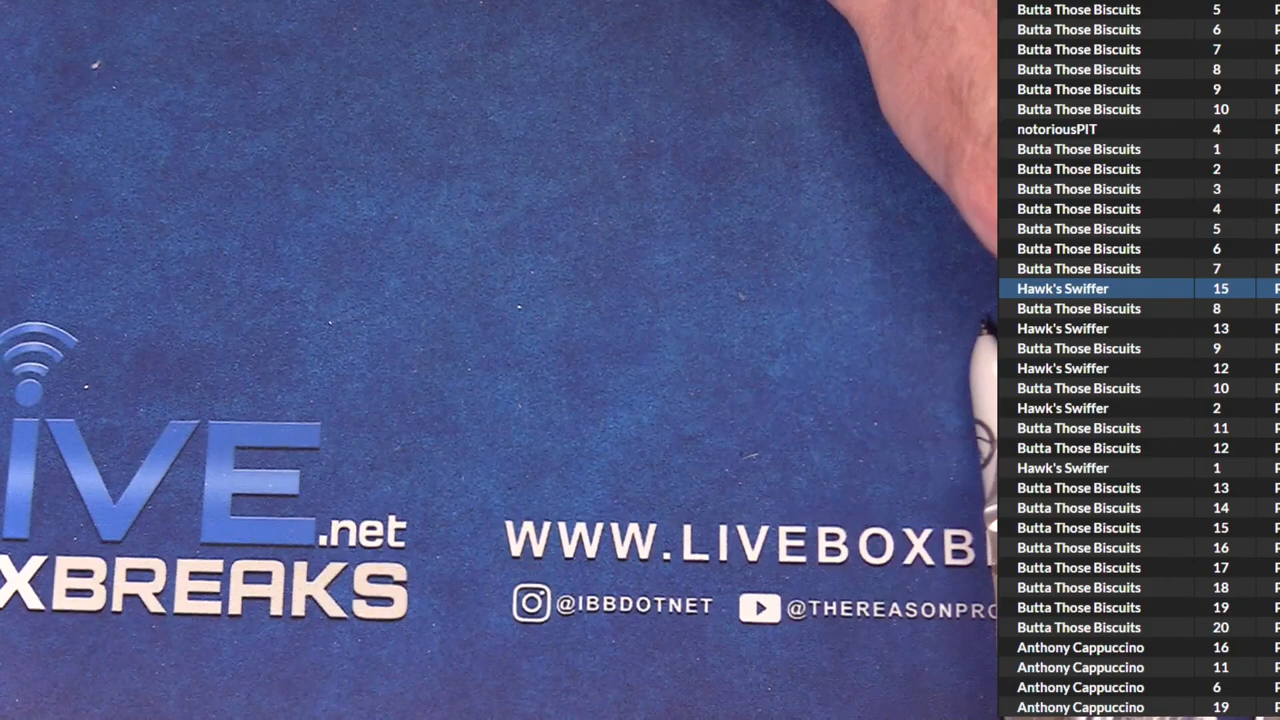 iVE.net
XBREAKS
WWW.LIVEBOXB
@IBBDOTNET
@THEREASONPRO
Butta Those Biscuits 5
Butta Those Biscuits 6
Butta Those Biscuits 7
Butta Those Biscuits 8
Butta Those Biscuits 9
Butta Those Biscuits 10
notoriousPIT 4
Butta Those Biscuits 1
Butta Those Biscuits 2
Butta Those Biscuits 3
Butta Those Biscuits 4
Butta Those Biscuits 5
Butta Those Biscuits 6
Butta Those Biscuits 7
Hawk's Swiffer 15
Butta Those Biscuits 8
Hawk's Swiffer 13
Butta Those Biscuits 9
Hawk's Swiffer 12
Butta Those Biscuits 10
Hawk's Swiffer 2
Butta Those Biscuits 11
Butta Those Biscuits 12
Hawk's Swiffer 1
Butta Those Biscuits 13
Butta Those Biscuits 14
Butta Those Biscuits 15
Butta Those Biscuits 16
Butta Those Biscuits 17
Butta Those Biscuits 18
Butta Those Biscuits 19
Butta Those Biscuits 20
Anthony Cappuccino 16
Anthony Cappuccino 11
Anthony Cappuccino 6
Anthony Cappuccino 19